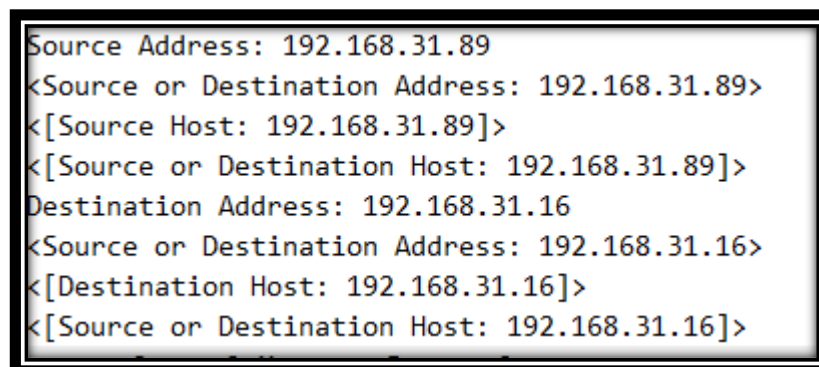 Source Address: 192.168.31.89
<Source or Destination Address: 192.168.31.89>
<[Source Host: 192.168.31.89]>
<[Source or Destination Host: 192.168.31.89]>
Destination Address: 192.168.31.16
<Source or Destination Address: 192.168.31.16>
<[Destination Host: 192.168.31.16]>
<[Source or Destination Host: 192.168.31.16]>